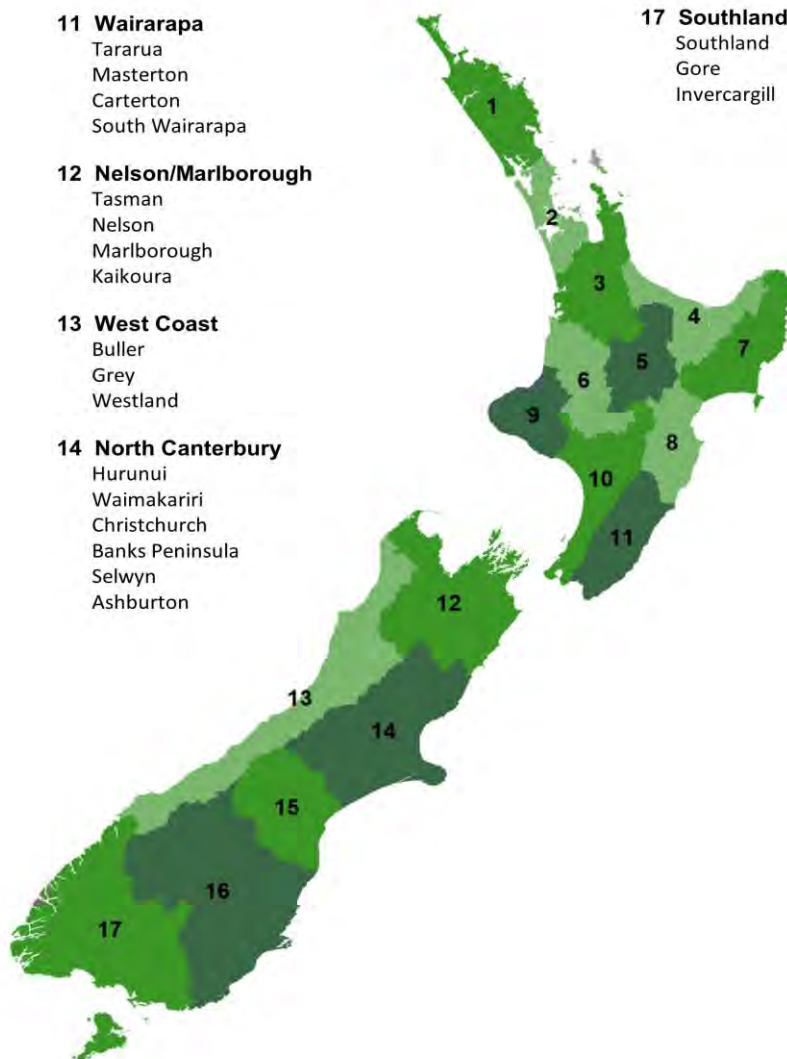 11 Wairarapa
Tararua
Masterton
Carterton
South Wairarapa
12 Nelson/Marlborough
Tasman
Nelson
Marlborough
Kaikoura
13 West Coast
Buller
Grey
Westland
14 North Canterbury
Hurunui
Waimakariri
Christchurch
Banks Peninsula
Selwyn
Ashburton
17 Southland
Southland
Gore
Invercargill
1
2
3
4
5
6
7
8
9
10
11
12
13
14
15
16
17